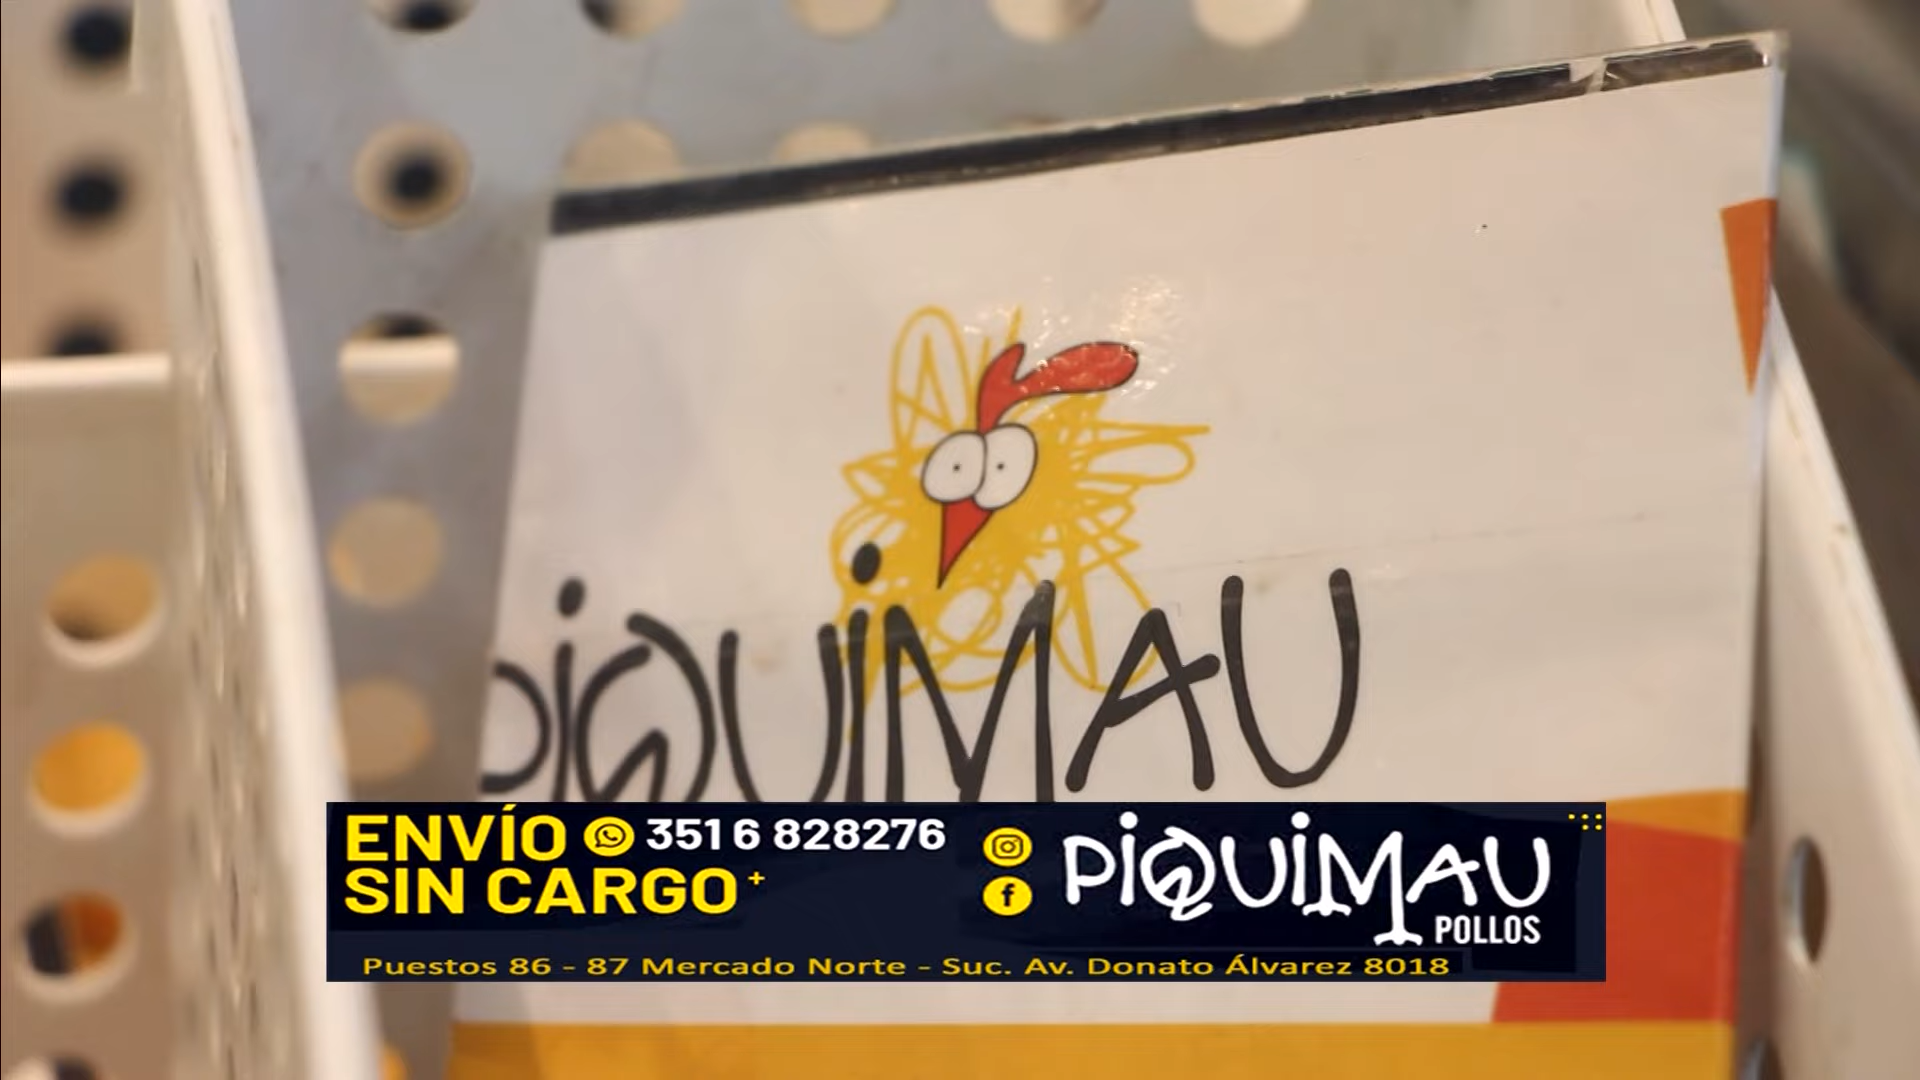 PiQUiMAU
ENVÍO
SIN CARGO+
351 6 828276
PiQUiMAU
POLLOS
Puestos 86 - 87 Mercado Norte - Suc. Av. Donato Álvarez 8018